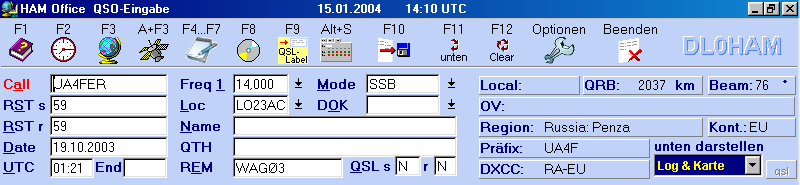 HAM Office QSO-Eingabe 15.01.2004 14:10 UTC
F1 F2 F3 A+F3 F4...F7 F8 F9 Alt+S F10 F11 F12 Optionen Beenden
QSL-Label unten Clear DL0HAM
Call UA4FER Freq 1 14,000 Mode SSB Local: QRB: 2037 km Beam: 76 °
RST s 59 Loc LO23AC DOK OV:
RST r 59 Name Region: Russia: Penza Kont.: EU
Date 19.10.2003 QTH Präfix: UA4F unten darstellen
UTC 01:21 End REM WAGØ3 QSL s N r N DXCC: RA-EU Log & Karte qsl